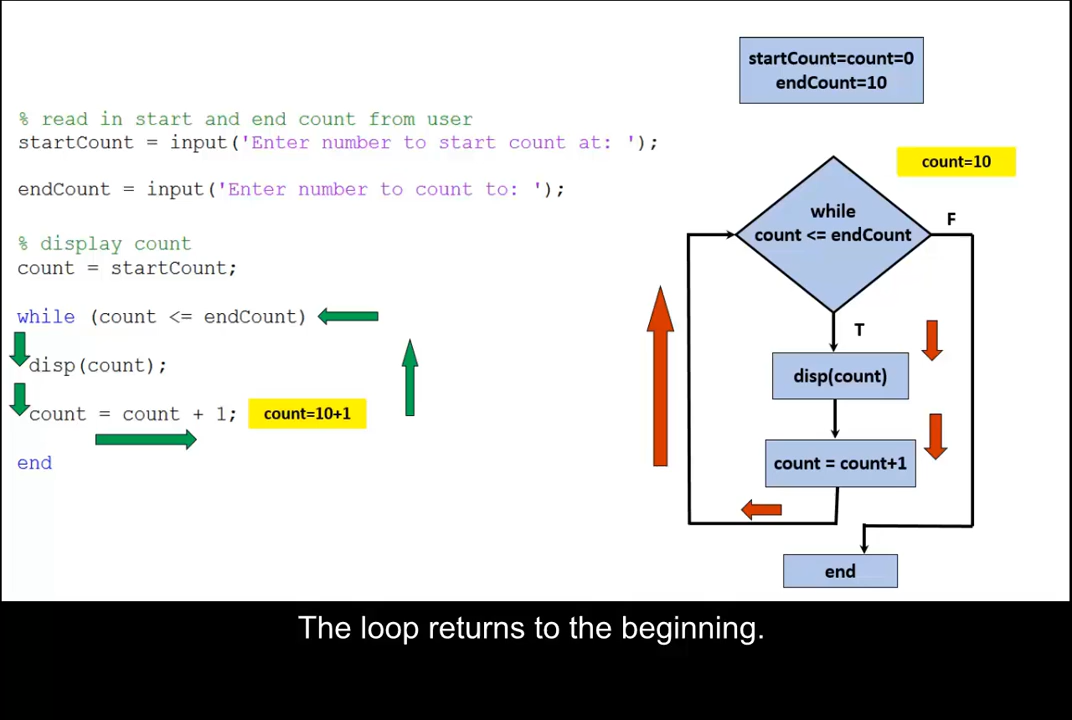 % read in start and end count from user
startCount = input('Enter number to start count at: ');
endCount = input('Enter number to count to: ');
% display count
count = startCount;
while (count <= endCount)
disp(count);
count = count + 1;
count=10+1
end
startCount=count=0
endCount=10
count=10
while
count <= endCount
F
T
disp(count)
count = count+1
end
The loop returns to the beginning.